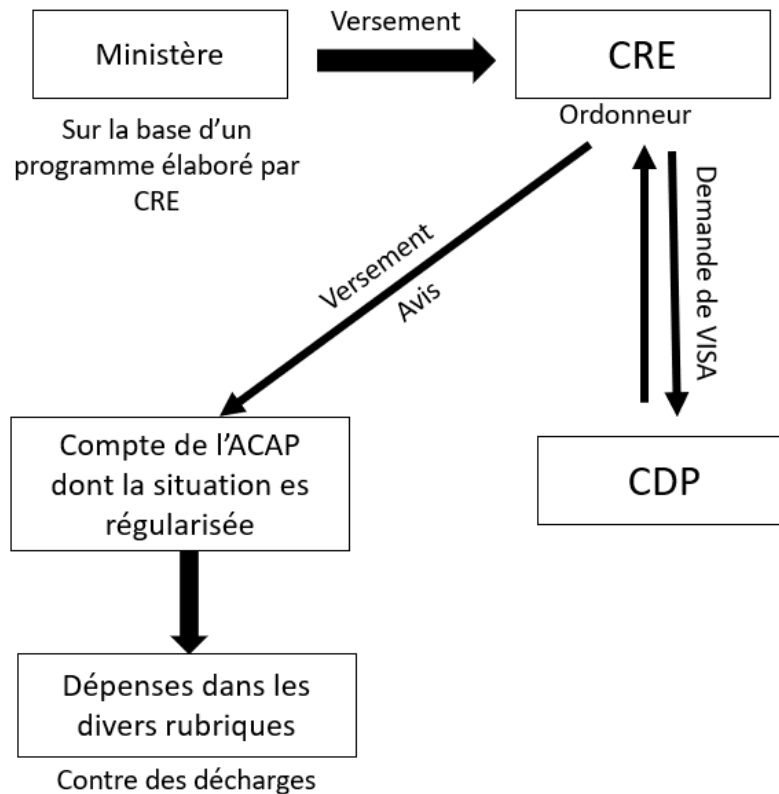 Versement
Ministère
CRE
Sur la base d’un
programme élaboré par
CRE
Ordonneur
Versement
Avis
Demande de VISA
Compte de l’ACAP
dont la situation es
régularisée
CDP
Dépenses dans les
divers rubriques
Contre des décharges